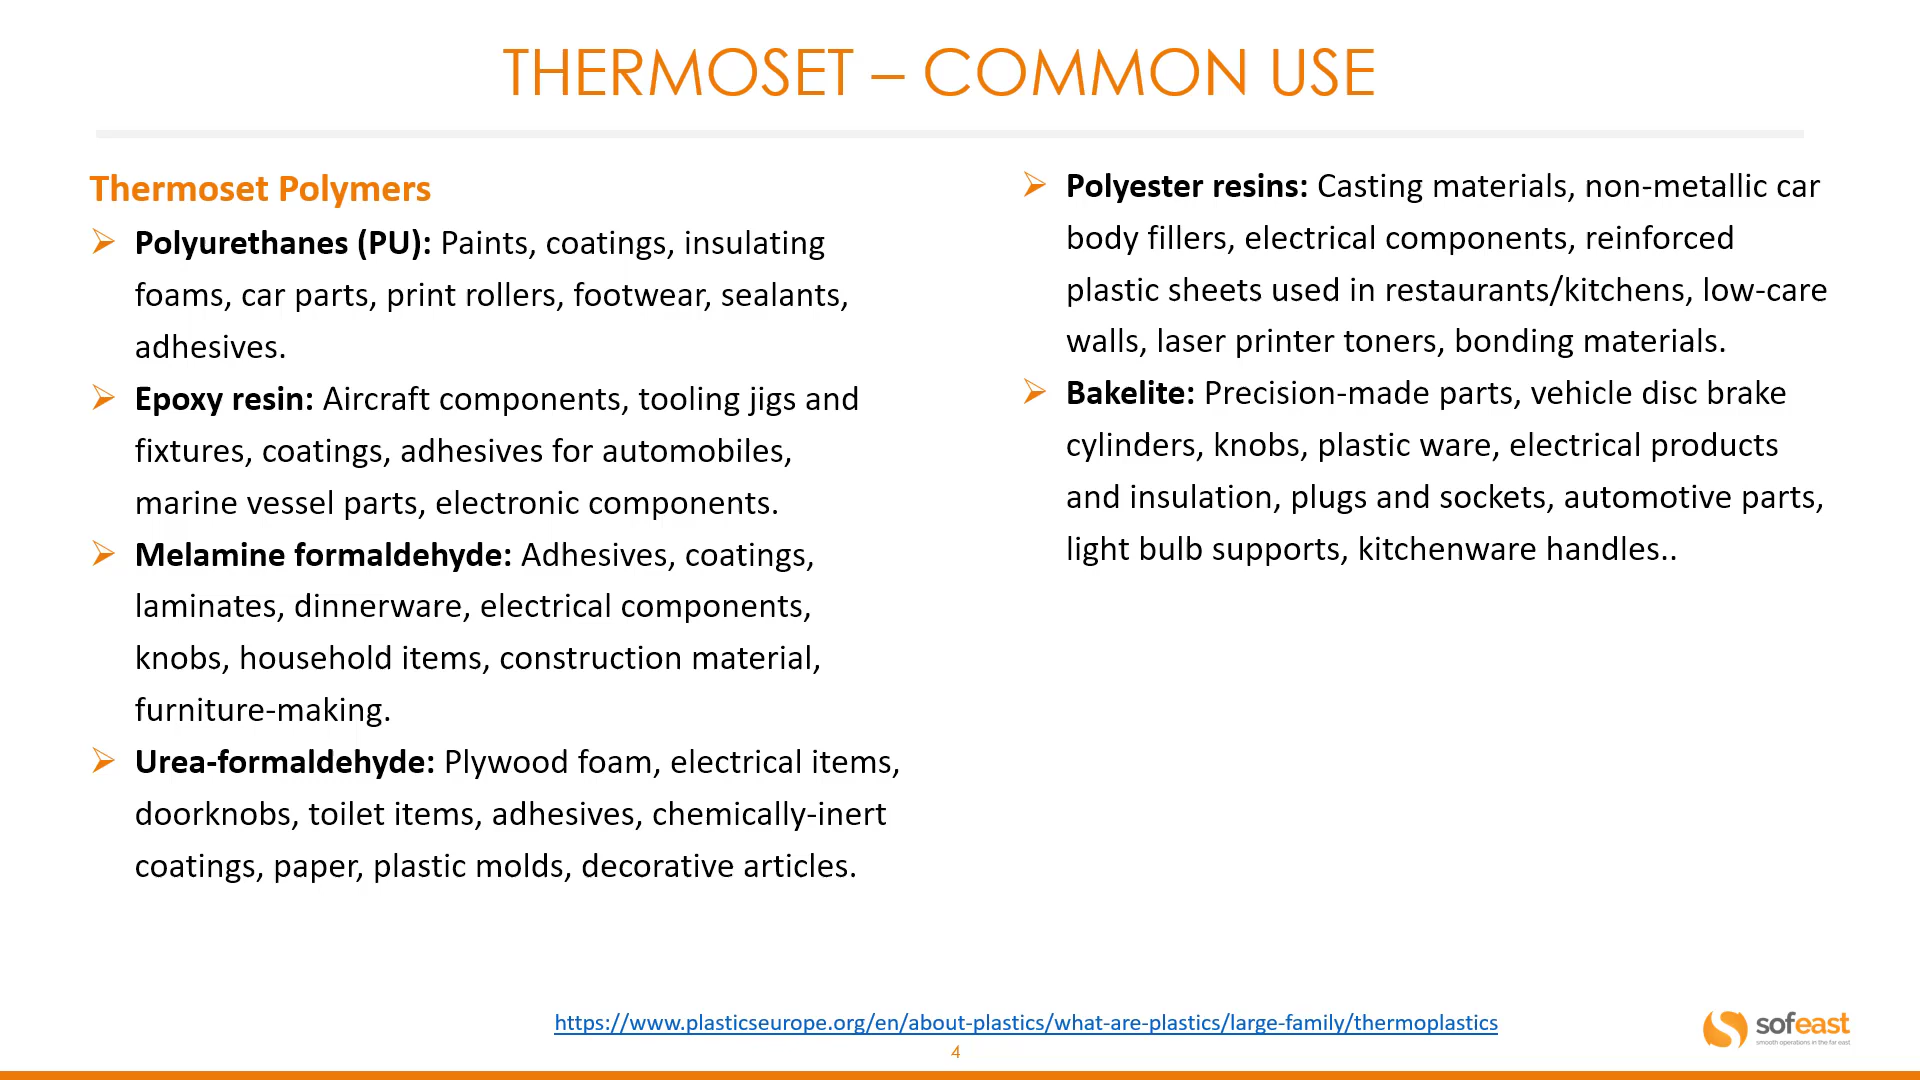 THERMOSET – COMMON USE
Thermoset Polymers
➢ Polyurethanes (PU): Paints, coatings, insulating
foams, car parts, print rollers, footwear, sealants,
adhesives.
➢ Epoxy resin: Aircraft components, tooling jigs and
fixtures, coatings, adhesives for automobiles,
marine vessel parts, electronic components.
➢ Melamine formaldehyde: Adhesives, coatings,
laminates, dinnerware, electrical components,
knobs, household items, construction material,
furniture-making.
➢ Urea-formaldehyde: Plywood foam, electrical items,
doorknobs, toilet items, adhesives, chemically-inert
coatings, paper, plastic molds, decorative articles.
➢ Polyester resins: Casting materials, non-metallic car
body fillers, electrical components, reinforced
plastic sheets used in restaurants/kitchens, low-care
walls, laser printer toners, bonding materials.
➢ Bakelite: Precision-made parts, vehicle disc brake
cylinders, knobs, plastic ware, electrical products
and insulation, plugs and sockets, automotive parts,
light bulb supports, kitchenware handles..
https://www.plasticseurope.org/en/about-plastics/what-are-plastics/large-family/thermoplastics
4
sofeast
smooth operations in the far east